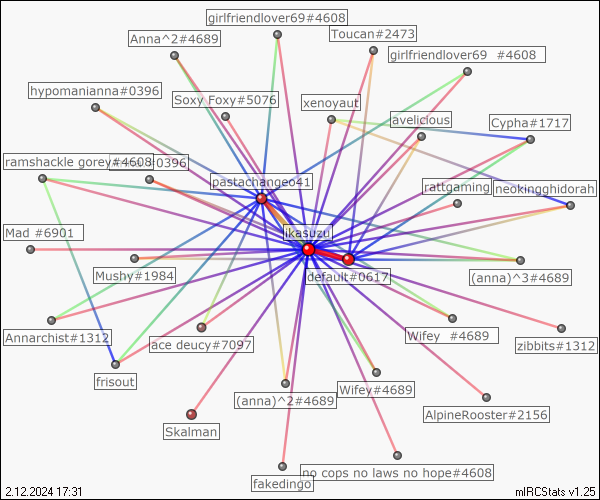 girlfriendlover69#4608
Anna^2#4689
Toucan#2473
girlfriendlover69 #4608
hypomanianna#0396
Soxy Foxy#5076
xenoyaut
avelicious
Cypha#1717
ramshackle gorey#4608
#0396
pastachangeo41
rattgaming
neokingghidorah
Mad #6901
ikasuzu
Mushy#1984
default#0617
(anna)^3#4689
Annarchist#1312
ace deucy#7097
Wifey #4689
zibbits#1312
frisout
(anna)^2#4689
Wifey#4689
AlpineRooster#2156
Skalman
fakedingo
no cops no laws no hope#4608
2.12.2024 17:31
mIRCStats v1.25